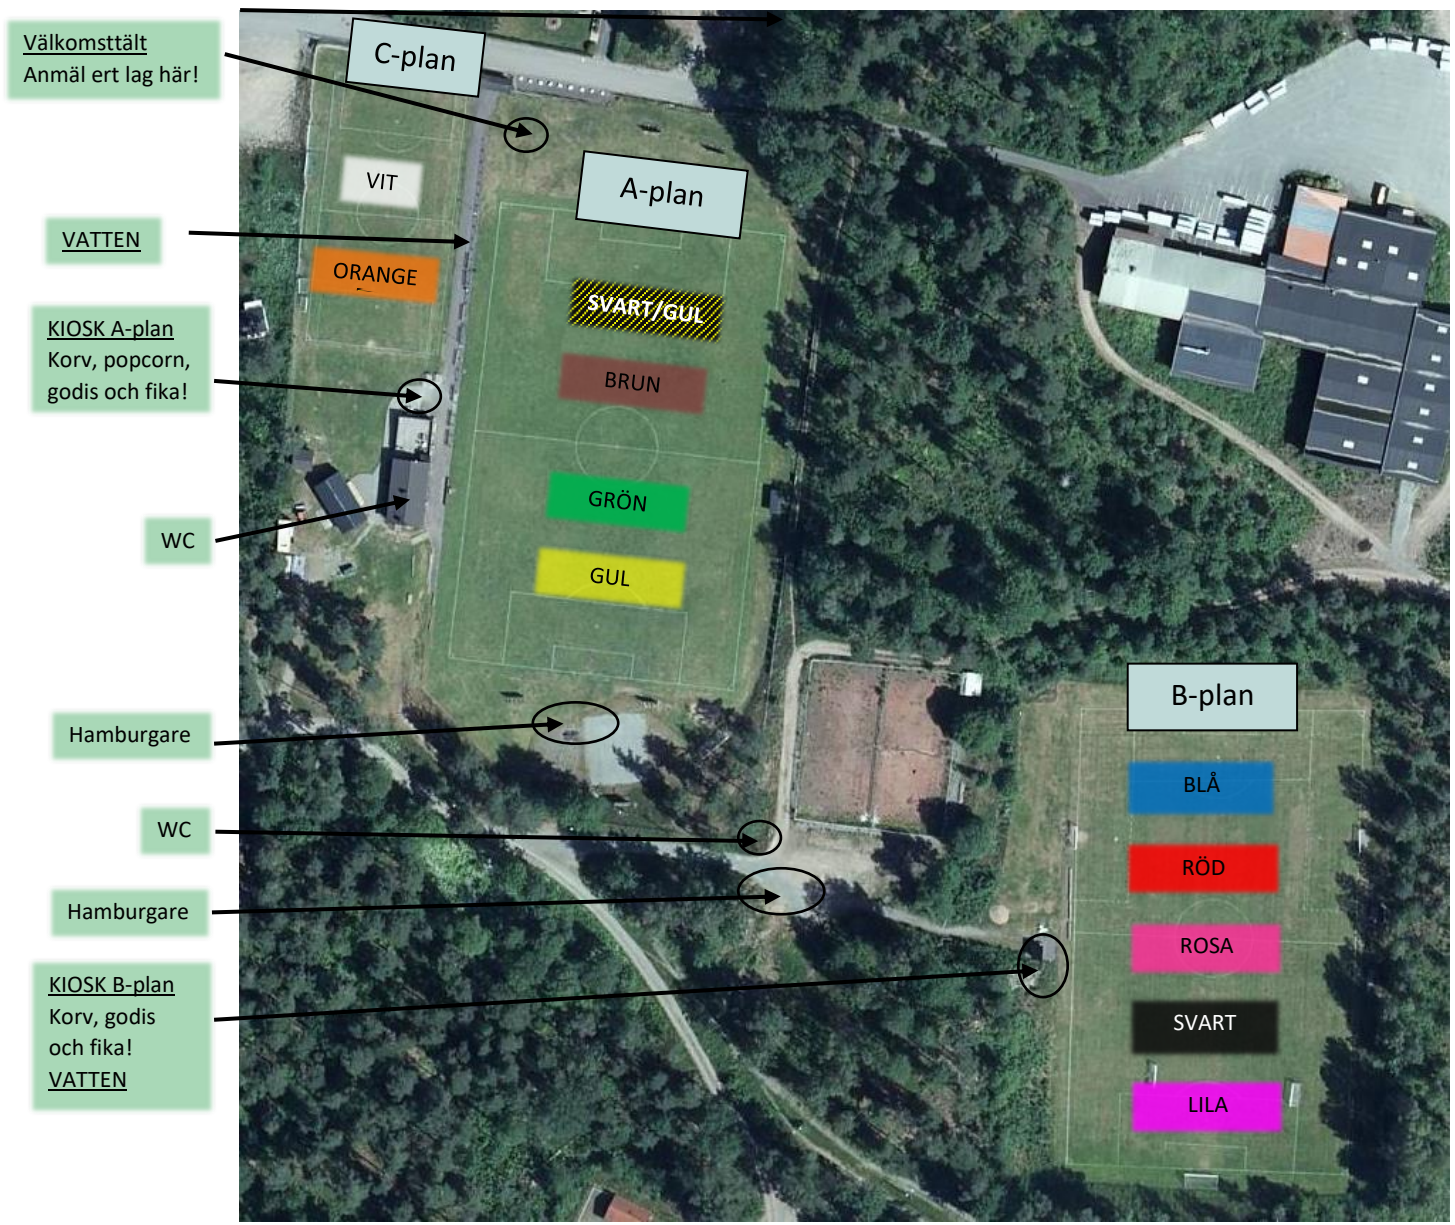 Välkomsttält
Anmäl ert lag här!
C-plan
A-plan
VIT
VATTEN
ORANGE
SVART/GUL
KIOSK A-plan
Korv, popcorn,
godis och fika!
BRUN
GRÖN
WC
GUL
B-plan
Hamburgare
BLÅ
WC
RÖD
Hamburgare
ROSA
KIOSK B-plan
Korv, godis
och fika!
VATTEN
SVART
LILA